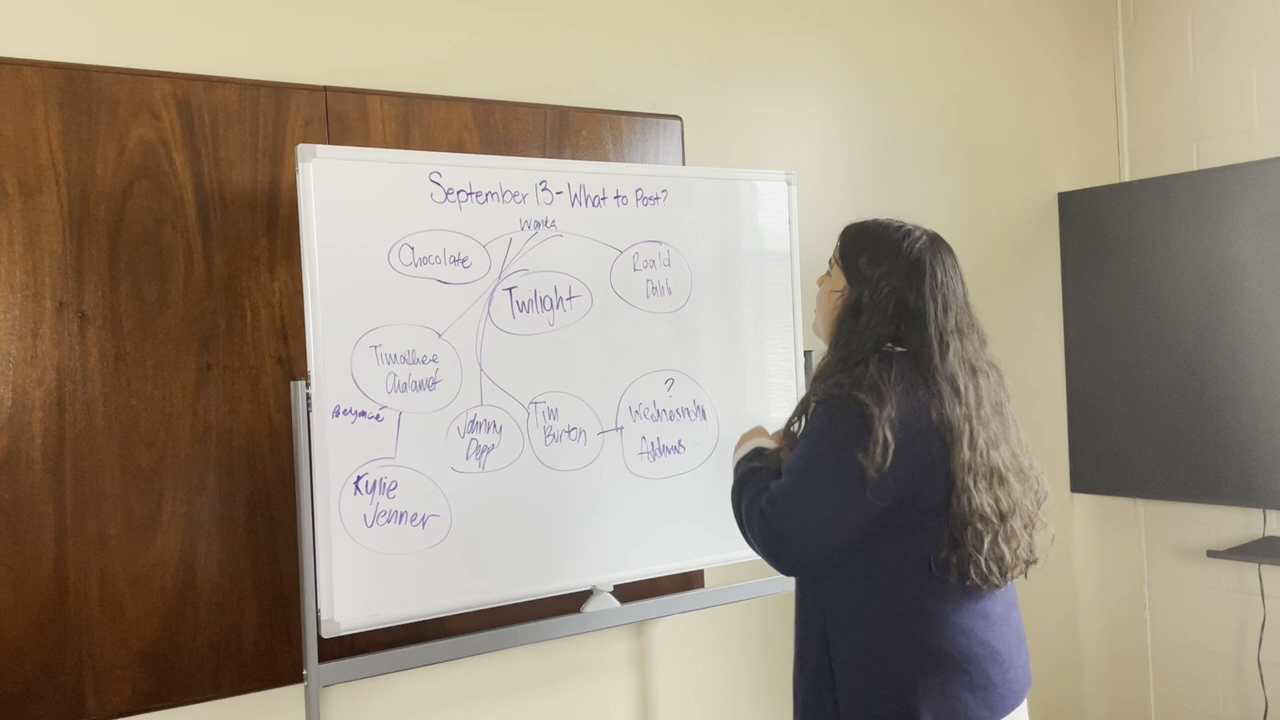 September 13 - What to Post?
Wonka
Chocolate
Roald
Dahl
Twilight
Timothee
Chalamet
Beyoncé
Johnny
Depp
Tim
Burton
?
Addams
Kylie
Jenner